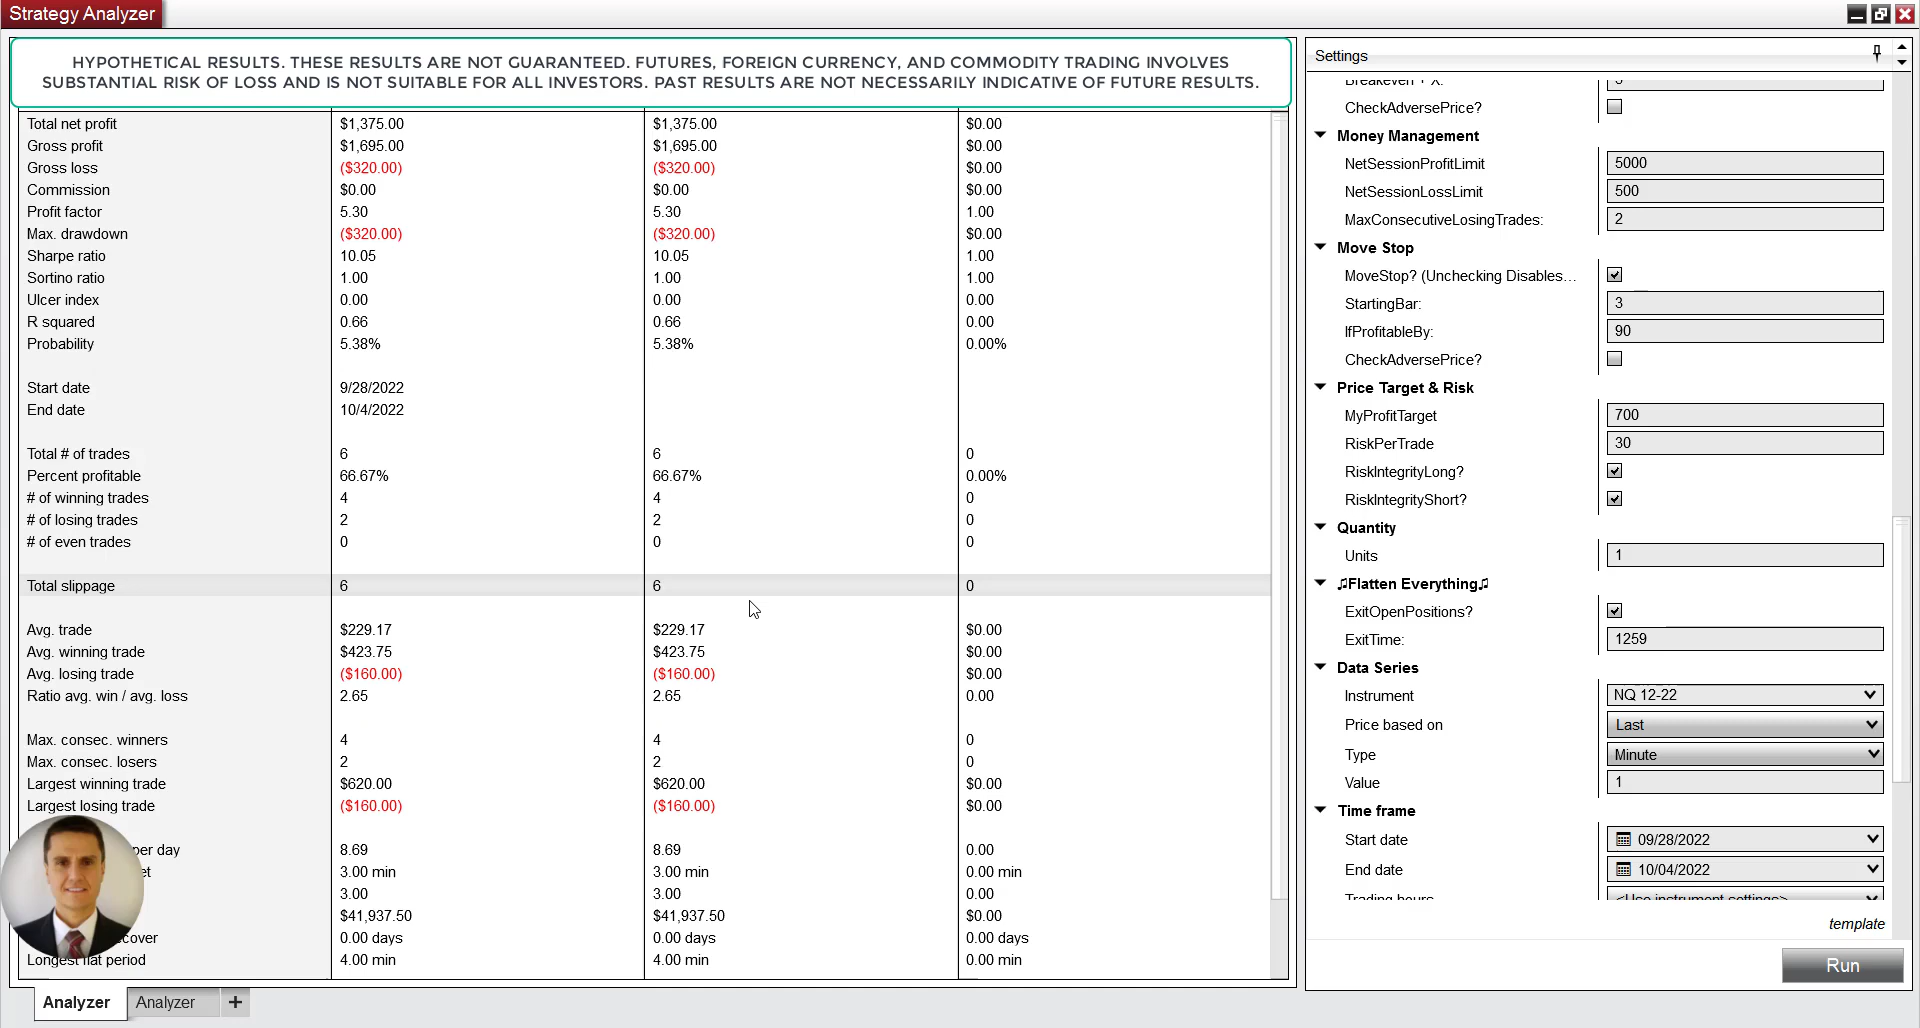 Strategy Analyzer
HYPOTHETICAL RESULTS. THESE RESULTS ARE NOT GUARANTEED. FUTURES, FOREIGN CURRENCY, AND COMMODITY TRADING INVOLVES
SUBSTANTIAL RISK OF LOSS AND IS NOT SUITABLE FOR ALL INVESTORS. PAST RESULTS ARE NOT NECESSARILY INDICATIVE OF FUTURE RESULTS.
Total net profit $1,375.00 $1,375.00 $0.00
Gross profit $1,695.00 $1,695.00 $0.00
Gross loss ($320.00) ($320.00) $0.00
Commission $0.00 $0.00 $0.00
Profit factor 5.30 5.30 1.00
Max. drawdown ($320.00) ($320.00) $0.00
Sharpe ratio 10.05 10.05 1.00
Sortino ratio 1.00 1.00 1.00
Ulcer index 0.00 0.00 0.00
R squared 0.66 0.66 0.00
Probability 5.38% 5.38% 0.00%
Start date 9/28/2022
End date 10/4/2022
Total # of trades 6 6 0
Percent profitable 66.67% 66.67% 0.00%
# of winning trades 4 4 0
# of losing trades 2 2 0
# of even trades 0 0 0
Total slippage 6 6 0
Avg. trade $229.17 $229.17 $0.00
Avg. winning trade $423.75 $423.75 $0.00
Avg. losing trade ($160.00) ($160.00) $0.00
Ratio avg. win / avg. loss 2.65 2.65 0.00
Max. consec. winners 4 4 0
Max. consec. losers 2 2 0
Largest winning trade $620.00 $620.00 $0.00
Largest losing trade ($160.00) ($160.00) $0.00
per day 8.69 8.69 0.00
et 3.00 min 3.00 min 0.00 min
3.00 3.00 0.00
$41,937.50 $41,937.50 $0.00
ecover 0.00 days 0.00 days 0.00 days
Longest flat period 4.00 min 4.00 min 0.00 min
Analyzer Analyzer +
Settings
Breakeven + X:
CheckAdversePrice?
Money Management
NetSessionProfitLimit 5000
NetSessionLossLimit 500
MaxConsecutiveLosingTrades: 2
Move Stop
MoveStop? (Unchecking Disables…
StartingBar: 3
IfProfitableBy: 90
CheckAdversePrice?
Price Target & Risk
MyProfitTarget 700
RiskPerTrade 30
RiskIntegrityLong?
RiskIntegrityShort?
Quantity
Units 1
♫Flatten Everything♫
ExitOpenPositions?
ExitTime: 1259
Data Series
Instrument NQ 12-22
Price based on Last
Type Minute
Value 1
Time frame
Start date 09/28/2022
End date 10/04/2022
Trading hours <Use instrument settings>
template
Run